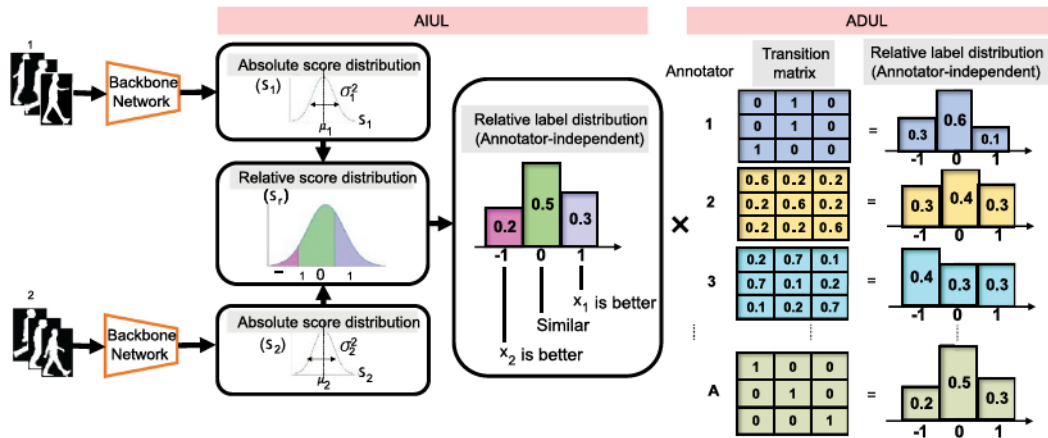 AIUL
ADUL
1
Backbone
Network
Absolute score distribution
(S₁)
σ₁²
μ₁
S₁
Relative score distribution
(Sᵣ)
– 1 0 1
2
Backbone
Network
Absolute score distribution
(S₂)
σ₂²
μ₂
S₂
Relative label distribution
(Annotator-independent)
0.2 0.5 0.3
-1 0 1
x₁ is better
Similar
x₂ is better
×
Annotator
Transition
matrix
Relative label distribution
(Annotator-independent)
1
0 1 0
0 1 0
1 0 0
=
0.3 0.6 0.1
-1 0 1
2
0.6 0.2 0.2
0.2 0.6 0.2
0.2 0.2 0.6
=
0.3 0.4 0.3
-1 0 1
3
0.2 0.7 0.1
0.7 0.1 0.2
0.1 0.2 0.7
=
0.4 0.3 0.3
-1 0 1
A
1 0 0
0 1 0
0 0 1
=
0.2 0.5 0.3
-1 0 1